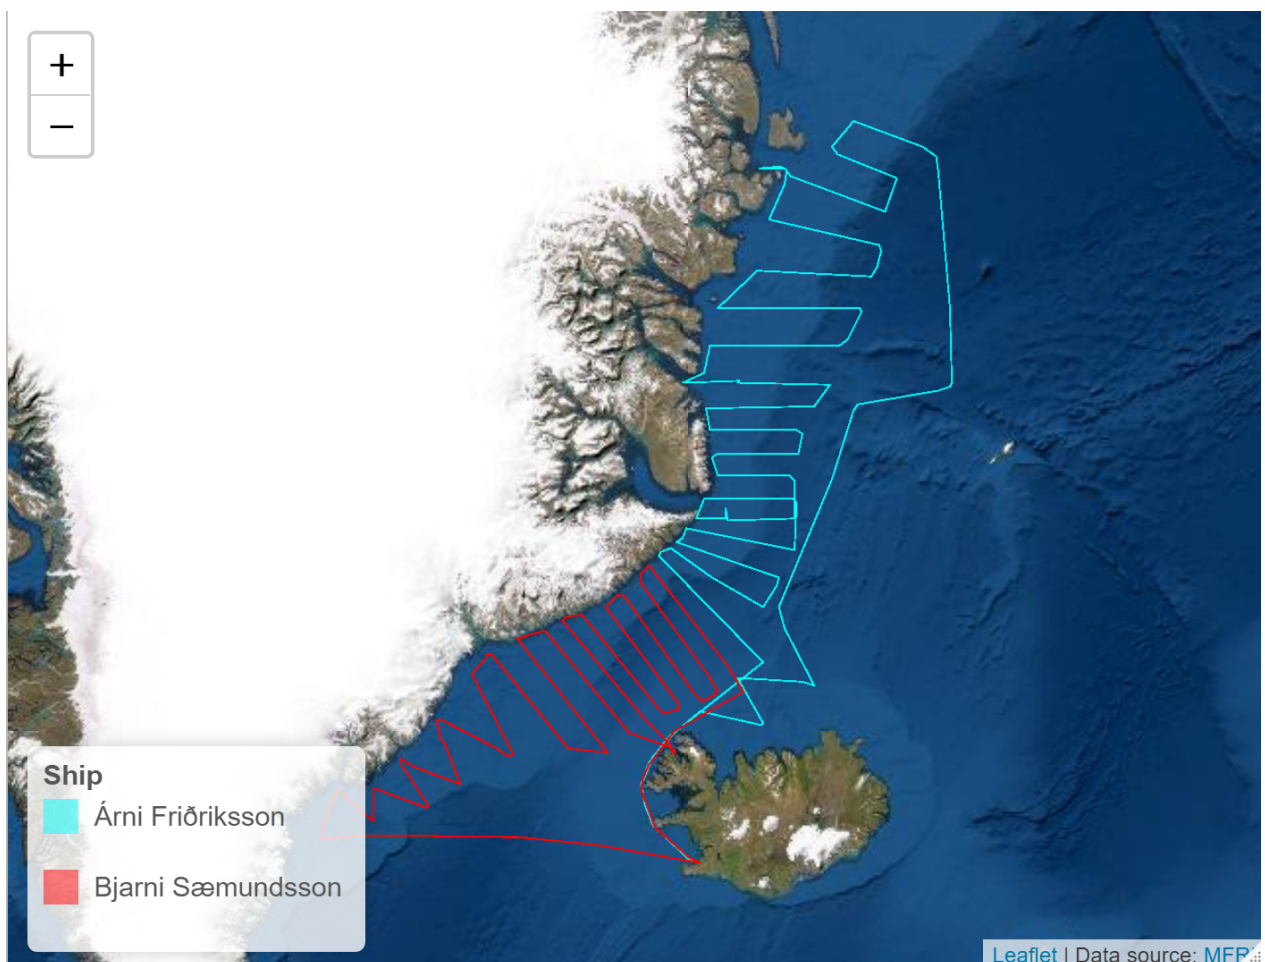 +
−
Ship
Árni Friðriksson
Bjarni Sæmundsson
Leaflet | Data source: MFRI